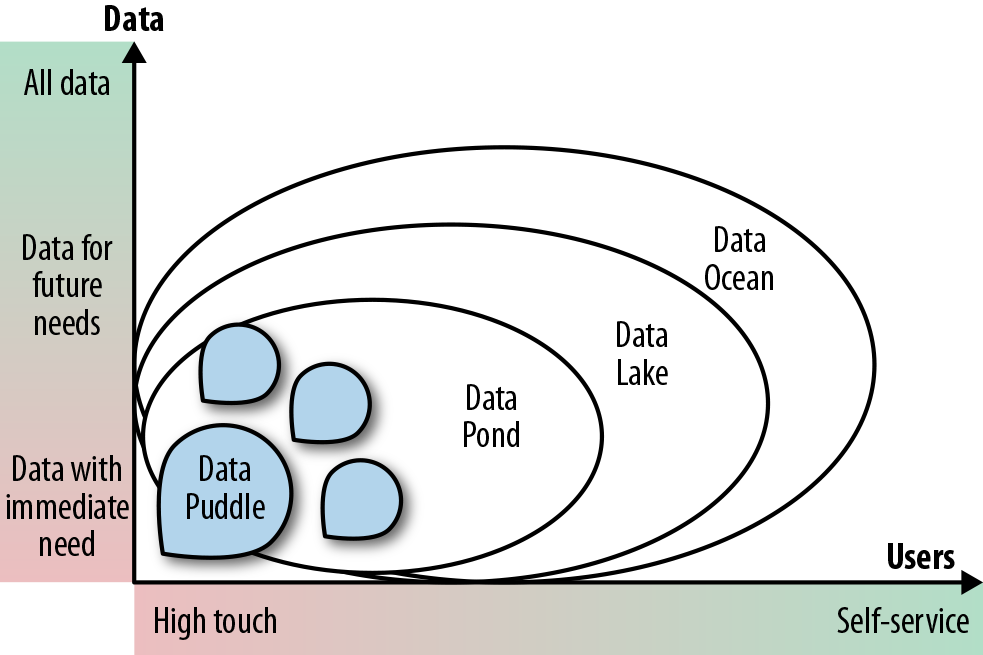 Data
All data
Data for
future
needs
Data with
immediate
need
Data
Ocean
Data
Lake
Data
Pond
Data
Puddle
Users
High touch
Self-service